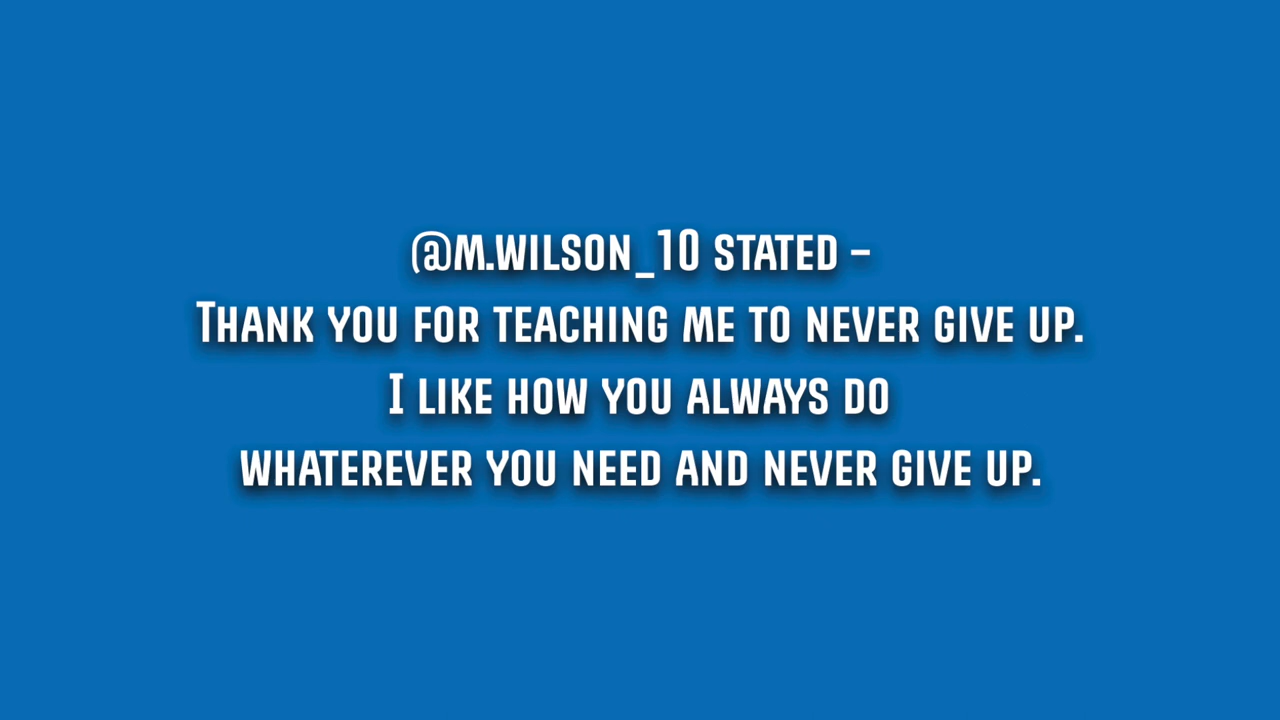 @m.wilson_10 stated –
Thank you for teaching me to never give up.
I like how you always do
whaterever you need and never give up.